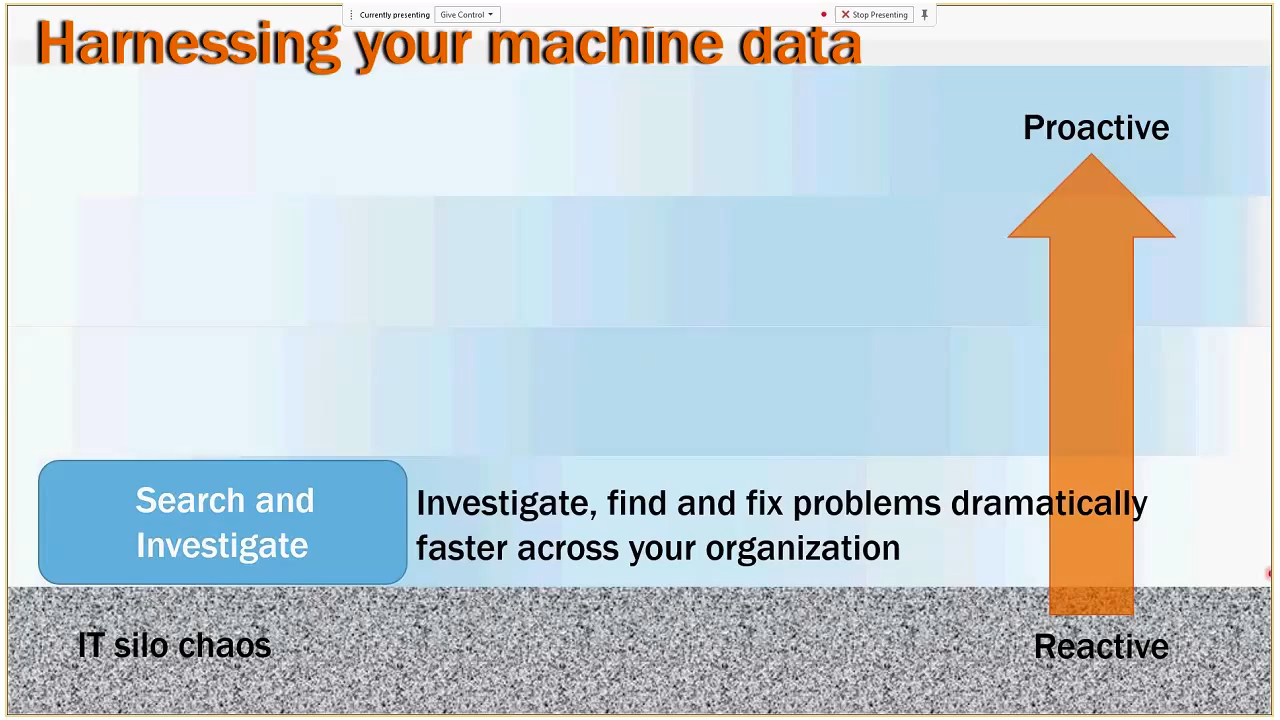 Currently presenting Give Control Stop Presenting
Harnessing your machine data
Proactive
Search and
Investigate
Investigate, find and fix problems dramatically
faster across your organization
IT silo chaos
Reactive